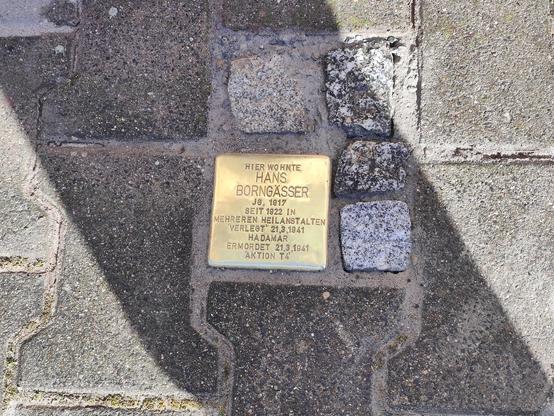 HIER WOHNTE
HANS
BORNGÄSSER
JG. 1917
SEIT 1922 IN
MEHREREN HEILANSTALTEN
'VERLEGT' 21.3.1941
HADAMAR
ERMORDET 21.3.1941
'AKTION T4'